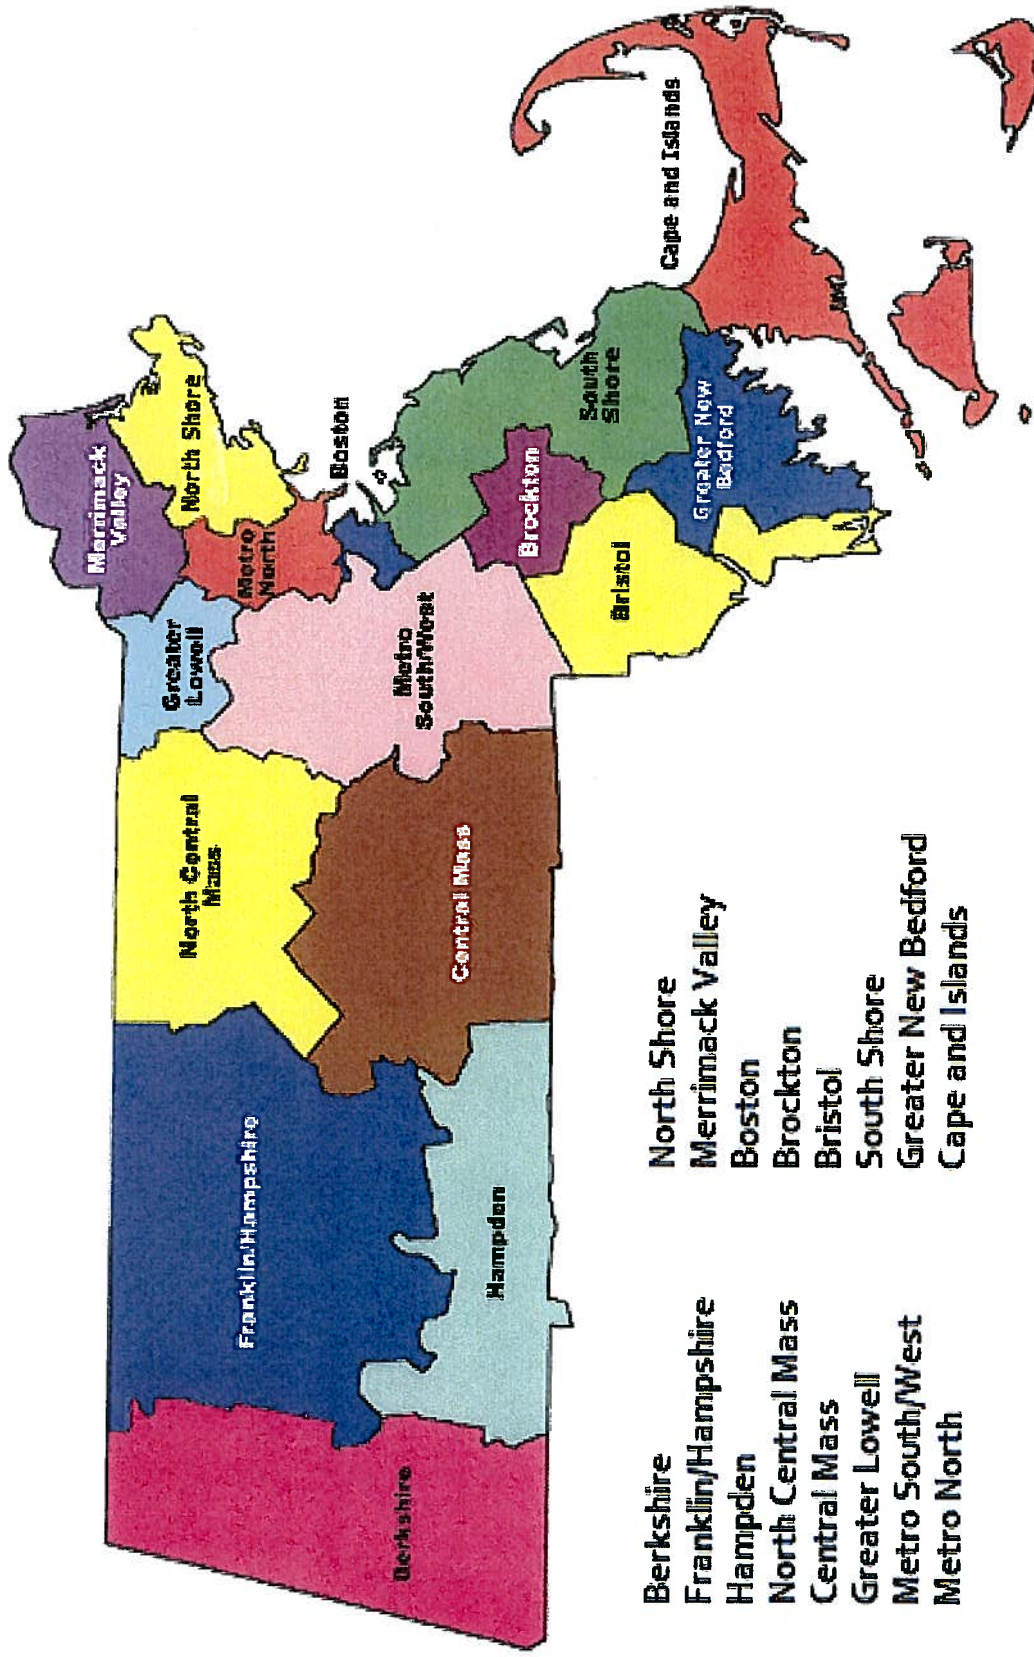 Merrimack
Valley
North Shore
Greater
Lowell
Metro
North
Boston
North Central
Mass
Franklin/Hampshire
Berkshire
Metro
South/West
Central Mass
Hampden
Brockton
South
Shore
Bristol
Greater New
Bedford
Cape and Islands
Berkshire
Franklin/Hampshire
Hampden
North Central Mass
Central Mass
Greater Lowell
Metro South/West
Metro North
North Shore
Merrimack Valley
Boston
Brockton
Bristol
South Shore
Greater New Bedford
Cape and Islands